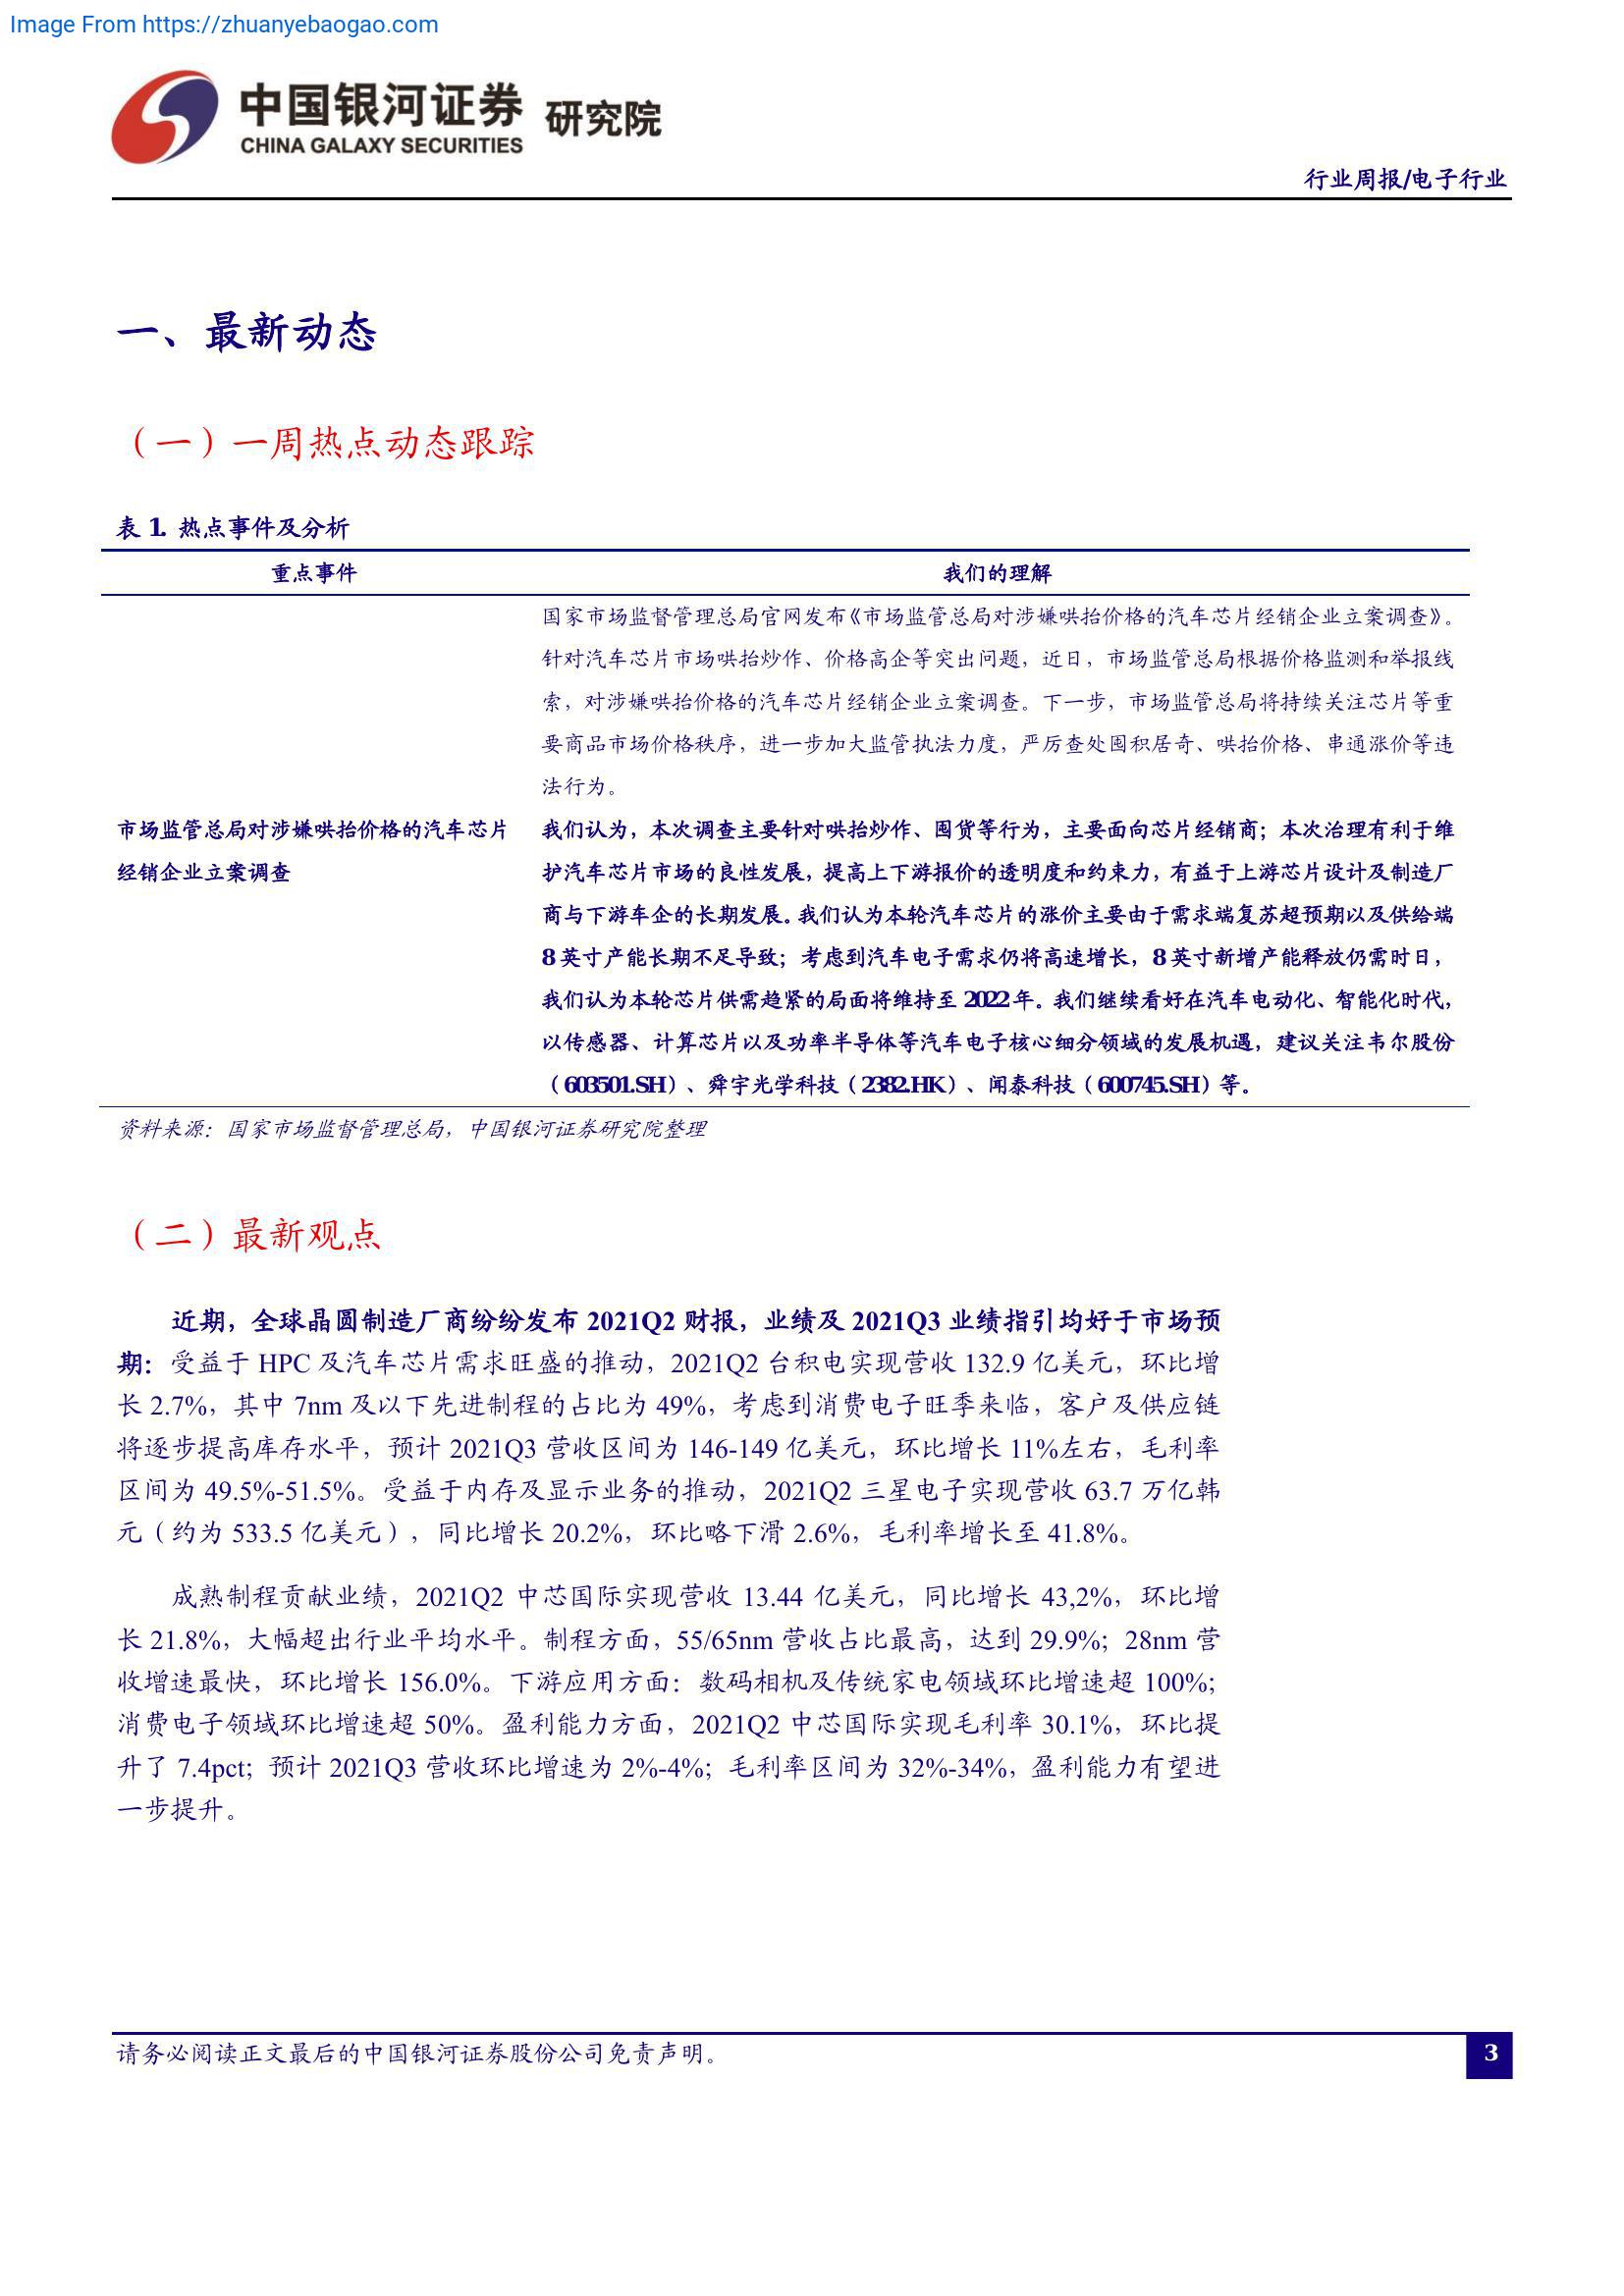 Image From https://zhuanyebaogao.com
中国银河证券 研究院
CHINA GALAXY SECURITIES
行业周报/电子行业
一、最新动态
（一）一周热点动态跟踪
表 1. 热点事件及分析
重点事件 我们的理解
国家市场监督管理总局官网发布《市场监管总局对涉嫌哄抬价格的汽车芯片经销企业立案调查》。
针对汽车芯片市场哄抬炒作、价格高企等突出问题，近日，市场监管总局根据价格监测和举报线
索，对涉嫌哄抬价格的汽车芯片经销企业立案调查。下一步，市场监管总局将持续关注芯片等重
要商品市场价格秩序，进一步加大监管执法力度，严厉查处囤积居奇、哄抬价格、串通涨价等违
法行为。
市场监管总局对涉嫌哄抬价格的汽车芯片
经销企业立案调查
我们认为，本次调查主要针对哄抬炒作、囤货等行为，主要面向芯片经销商；本次治理有利于维
护汽车芯片市场的良性发展，提高上下游报价的透明度和约束力，有益于上游芯片设计及制造厂
商与下游车企的长期发展。我们认为本轮汽车芯片的涨价主要由于需求端复苏超预期以及供给端
8 英寸产能长期不足导致；考虑到汽车电子需求仍将高速增长，8 英寸新增产能释放仍需时日，
我们认为本轮芯片供需趋紧的局面将维持至 2022 年。我们继续看好在汽车电动化、智能化时代，
以传感器、计算芯片以及功率半导体等汽车电子核心细分领域的发展机遇，建议关注韦尔股份
（603501.SH）、舜宇光学科技（2382.HK）、闻泰科技（600745.SH）等。
资料来源：国家市场监督管理总局，中国银河证券研究院整理
（二）最新观点
近期，全球晶圆制造厂商纷纷发布 2021Q2 财报，业绩及 2021Q3 业绩指引均好于市场预
期：受益于 HPC 及汽车芯片需求旺盛的推动，2021Q2 台积电实现营收 132.9 亿美元，环比增
长 2.7%，其中 7nm 及以下先进制程的占比为 49%，考虑到消费电子旺季来临，客户及供应链
将逐步提高库存水平，预计 2021Q3 营收区间为 146-149 亿美元，环比增长 11%左右，毛利率
区间为 49.5%-51.5%。受益于内存及显示业务的推动，2021Q2 三星电子实现营收 63.7 万亿韩
元（约为 533.5 亿美元），同比增长 20.2%，环比略下滑 2.6%，毛利率增长至 41.8%。
成熟制程贡献业绩，2021Q2 中芯国际实现营收 13.44 亿美元，同比增长 43,2%，环比增
长 21.8%，大幅超出行业平均水平。制程方面，55/65nm 营收占比最高，达到 29.9%；28nm 营
收增速最快，环比增长 156.0%。下游应用方面：数码相机及传统家电领域环比增速超 100%；
消费电子领域环比增速超 50%。盈利能力方面，2021Q2 中芯国际实现毛利率 30.1%，环比提
升了 7.4pct；预计 2021Q3 营收环比增速为 2%-4%；毛利率区间为 32%-34%，盈利能力有望进
一步提升。
请务必阅读正文最后的中国银河证券股份公司免责声明。
3